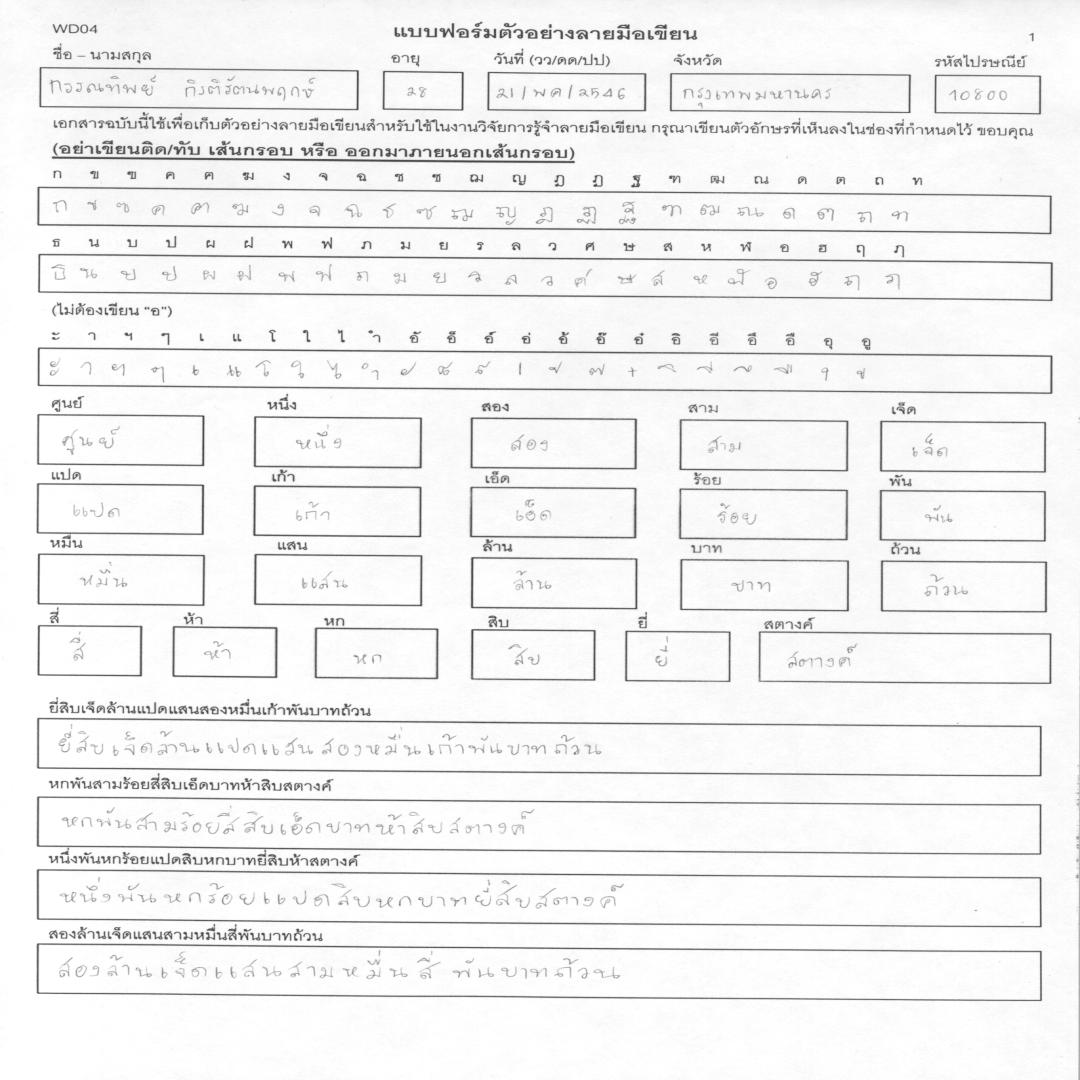 WD04 แบบฟอร์มตัวอย่างลายมือเขียน 1
ชื่อ – นามสกุล อายุ วันที่ (วว/ดด/ปป) จังหวัด รหัสไปรษณีย์
กิรติรัตนพฤกษ์ 28 21/พค/2546 กรุงเทพมหานคร 10800
เอกสารฉบับนี้ใช้เพื่อเก็บตัวอย่างลายมือเขียนสำหรับใช้ในงานวิจัยการรู้จำลายมือเขียน กรุณาเขียนตัวอักษรที่เห็นลงในช่องที่กำหนดไว้ ขอบคุณ
(อย่าเขียนติด/ทับ เส้นกรอบ หรือ ออกมาภายนอกเส้นกรอบ)
ก ข ฃ ค ฅ ฆ ง จ ฉ ช ซ ฌ ญ ฎ ฏ ฐ ฑ ฒ ณ ด ต ถ ท
ก ข ฃ ค ฅ ฆ ง จ ฉ ช ซ ฌ ญ ฎ ฏ ฐ ฑ ฒ ณ ด ต ถ ท
ธ น บ ป ผ ฝ พ ฟ ภ ม ย ร ล ว ศ ษ ส ห ฬ อ ฮ ฤ ฦ
ธ น บ ป ผ ฝ พ ฟ ภ ม ย ร ล ว ศ ษ ส ห ฬ อ ฮ ฤ ฦ
(ไม่ต้องเขียน “อ”)
ะ า ฯ ๆ เ แ โ ใ ไ ำ อั อ็ อ์ อ่ อ้ อ๊ อ๋ อิ อี อึ อื อุ อู
ะ า ฯ ๆ เ แ โ ใ ไ ำ ั ็ ์ ่ ้ ๊ ๋ ิ ี ึ ื ุ ู
ศูนย์ หนึ่ง สอง สาม เจ็ด
ศูนย์ หนึ่ง สอง สาม เจ็ด
แปด เก้า เอ็ด ร้อย พัน
แปด เก้า เอ็ด ร้อย พัน
หมื่น แสน ล้าน บาท ถ้วน
หมื่น แสน ล้าน บาท ถ้วน
สี่ ห้า หก สิบ ยี่ สตางค์
สี่ ห้า หก สิบ ยี่ สตางค์
ยี่สิบเจ็ดล้านแปดแสนสองหมื่นเก้าพันบาทถ้วน
ยี่สิบเจ็ดล้านแปดแสนสองหมื่นเก้าพันบาทถ้วน
หกพันสามร้อยสี่สิบเอ็ดบาทห้าสิบสตางค์
หกพันสามร้อยสี่สิบเอ็ดบาทห้าสิบสตางค์
หนึ่งพันหกร้อยแปดสิบหกบาทยี่สิบห้าสตางค์
หนึ่งพันหกร้อยแปดสิบหกบาทยี่สิบสตางค์
สองล้านเจ็ดแสนสามหมื่นสี่พันบาทถ้วน
สองล้านเจ็ดแสนสามหมื่นสี่ พันบาทถ้วน